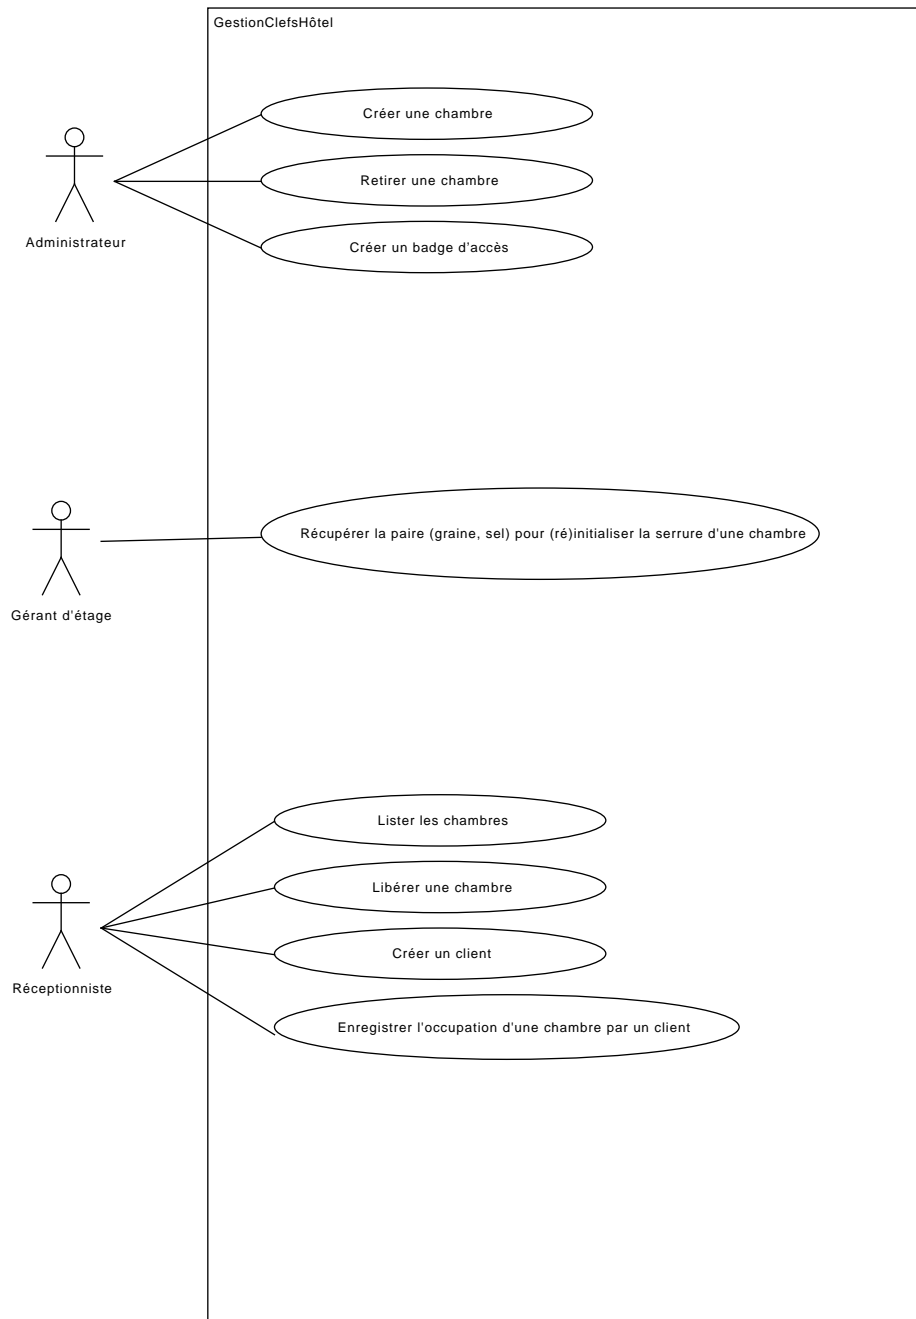 GestionClefsHôtel
Créer une chambre
Retirer une chambre
Créer un badge d'accès
Administrateur
Récupérer la paire (graine, sel) pour (ré)initialiser la serrure d'une chambre
Gérant d'étage
Lister les chambres
Libérer une chambre
Créer un client
Réceptionniste
Enregistrer l'occupation d'une chambre par un client